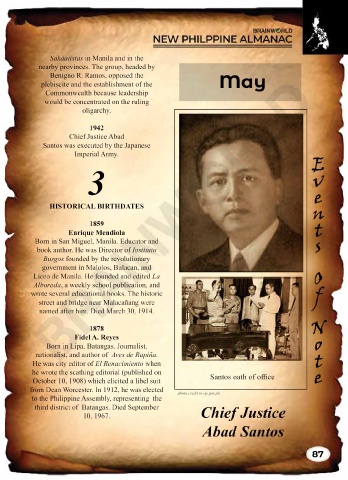 BRAINWORLD
NEW PHILPPINE ALMANAC
Sakdalistas in Manila and in the
nearby provinces. The group, headed by
Benigno R. Ramos, opposed the
plebiscite and the establishment of the
Commonwealth because leadership
would be concentrated on the ruling
oligarchy.
1942
Chief Justice Abad
Santos was executed by the Japanese
Imperial Army.
3
HISTORICAL BIRTHDATES
1859
Enrique Mendiola
Born in San Miguel, Manila. Educator and
book author. He was Director of Instituto
Burgos founded by the revolutionary
government in Malolos, Bulacan, and
Liceo de Manila. He founded and edited La
Alborada, a weekly school publication, and
wrote several educational books. The historic
street and bridge near Malacañang were
named after him. Died March 30, 1914.
1878
Fidel A. Reyes
Born in Lipa, Batangas. Journalist,
nationalist, and author of Aves de Rapiña.
He was city editor of El Renacimiento when
he wrote the scathing editorial (published on
October 10, 1908) which elicited a libel suit
from Dean Worcester. In 1912, he was elected
to the Philippine Assembly, representing the
third district of Batangas. Died September
10, 1967.
May
Santos oath of office
Chief Justice
Abad Santos
Events Of Note
87